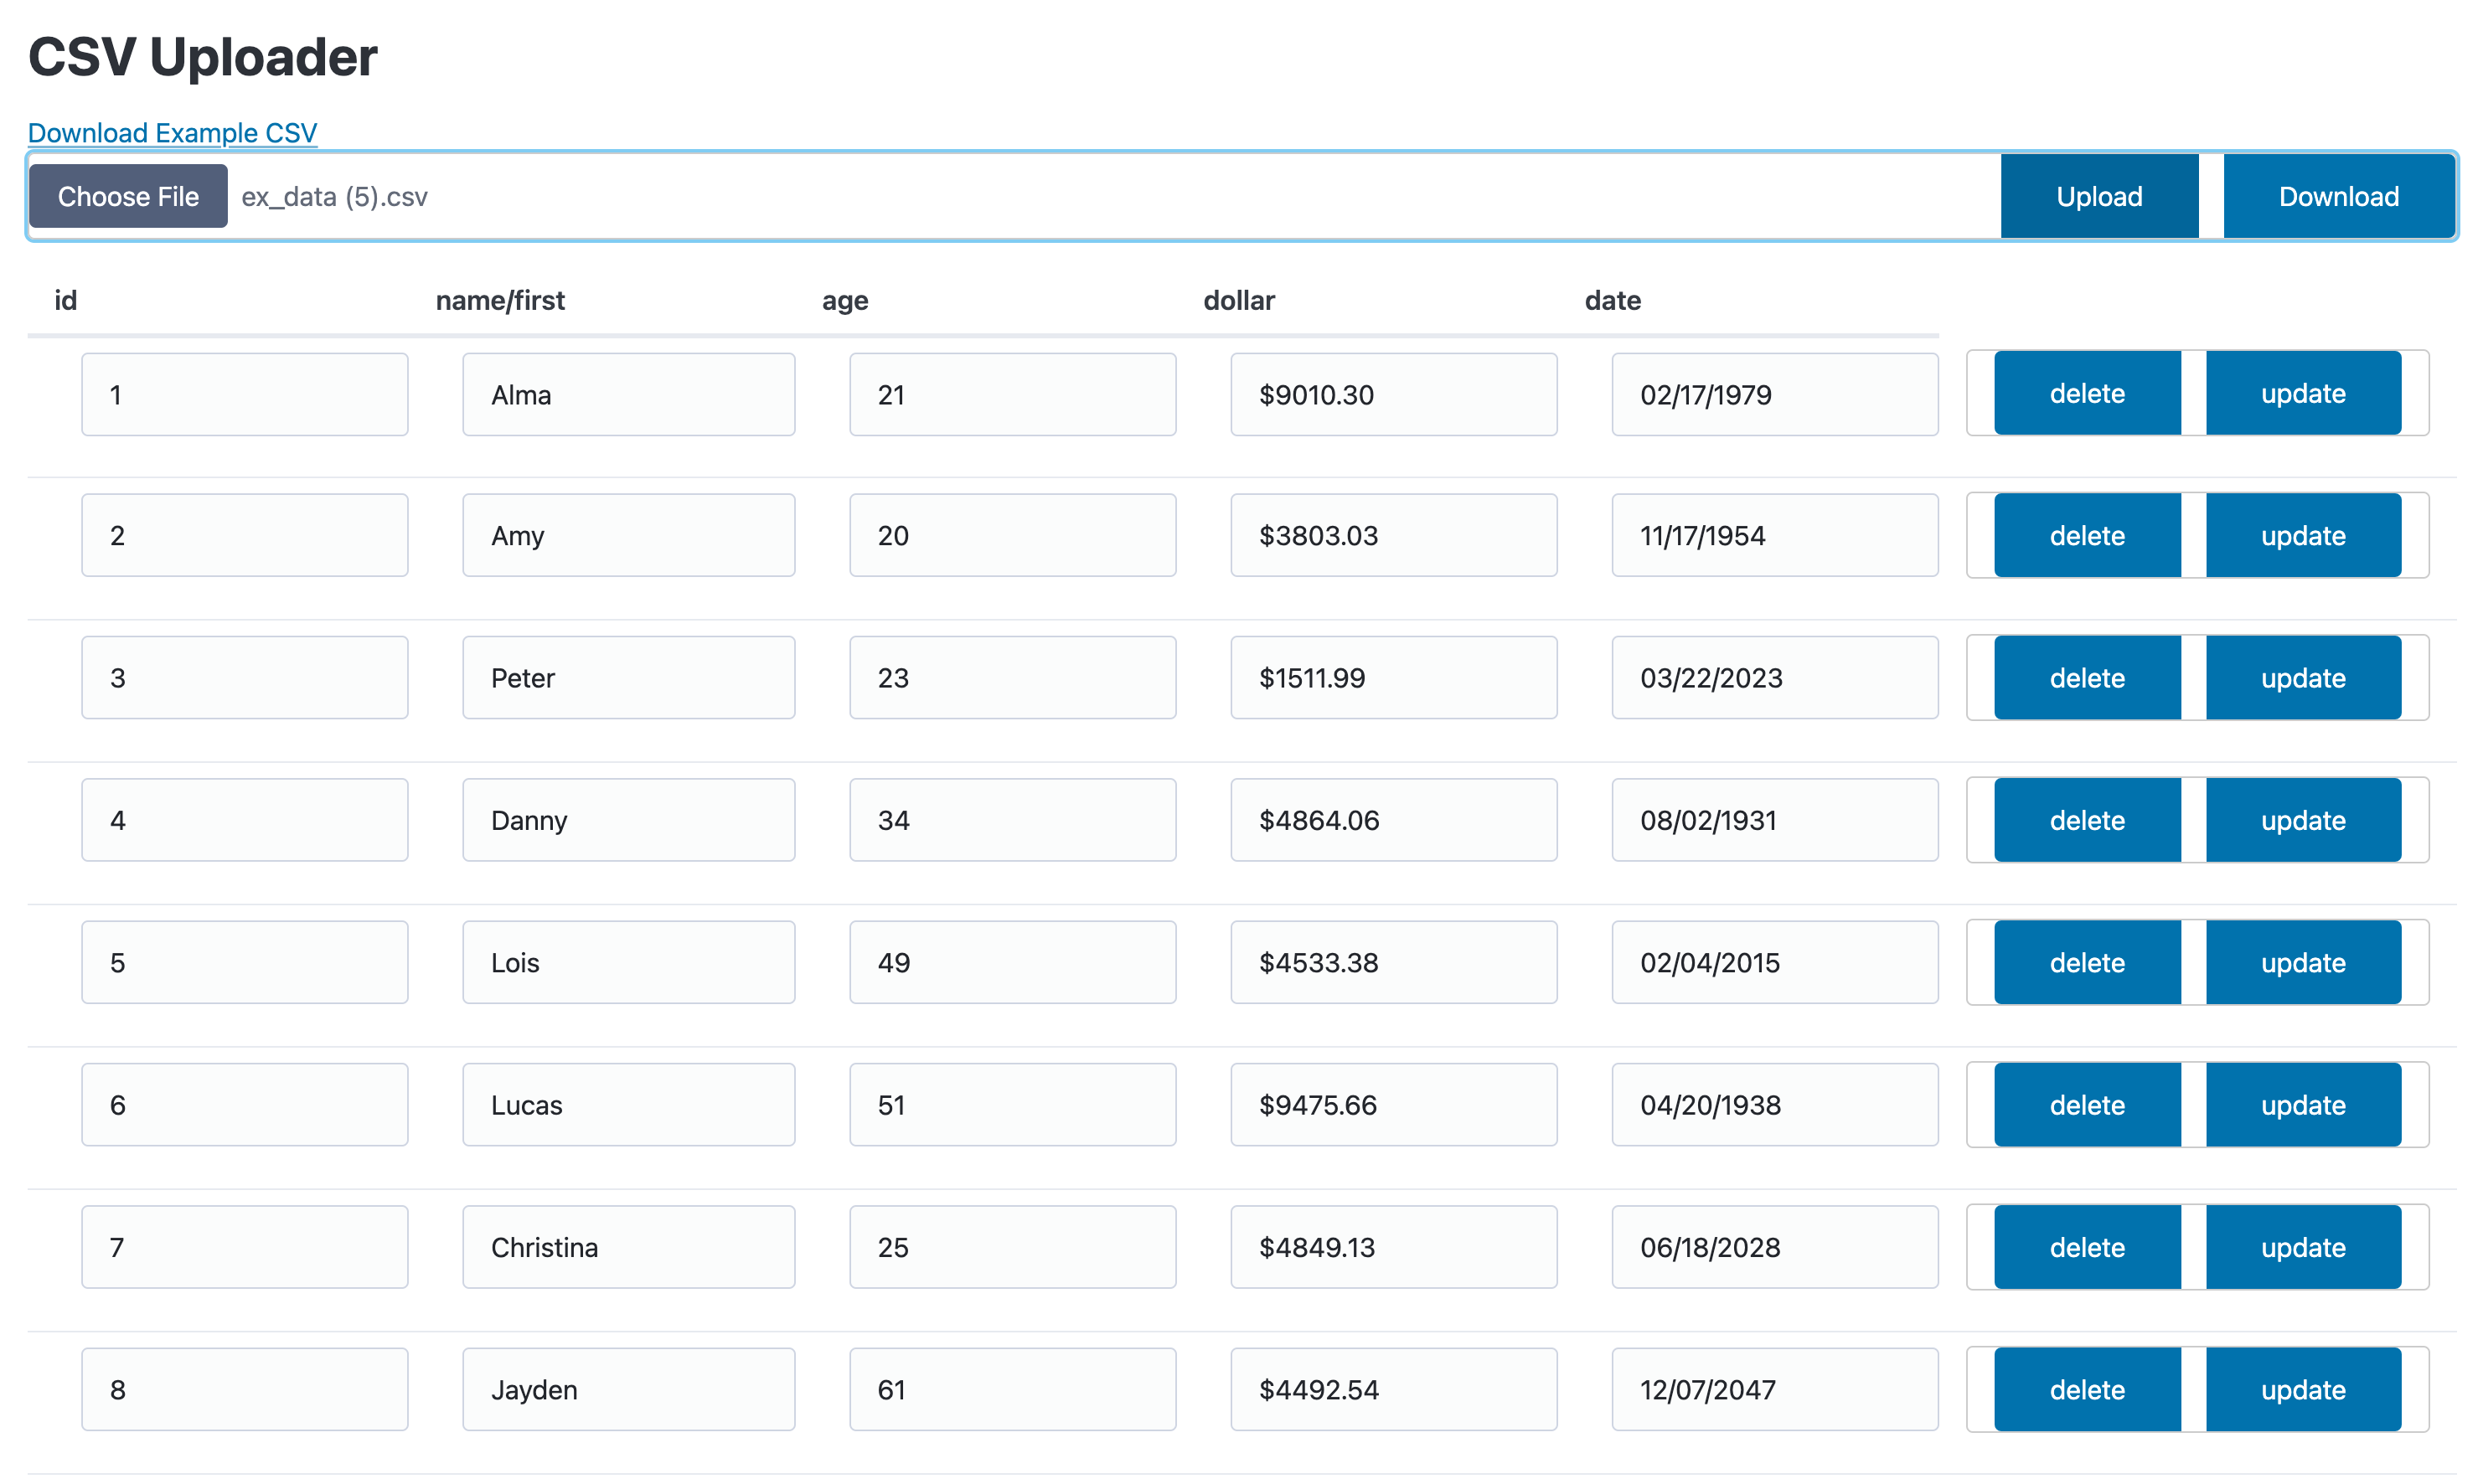 CSV Uploader
Download Example CSV
Choose File ex_data (5).csv Upload Download
id name/first age dollar date
1 Alma 21 $9010.30 02/17/1979 delete update
2 Amy 20 $3803.03 11/17/1954 delete update
3 Peter 23 $1511.99 03/22/2023 delete update
4 Danny 34 $4864.06 08/02/1931 delete update
5 Lois 49 $4533.38 02/04/2015 delete update
6 Lucas 51 $9475.66 04/20/1938 delete update
7 Christina 25 $4849.13 06/18/2028 delete update
8 Jayden 61 $4492.54 12/07/2047 delete update